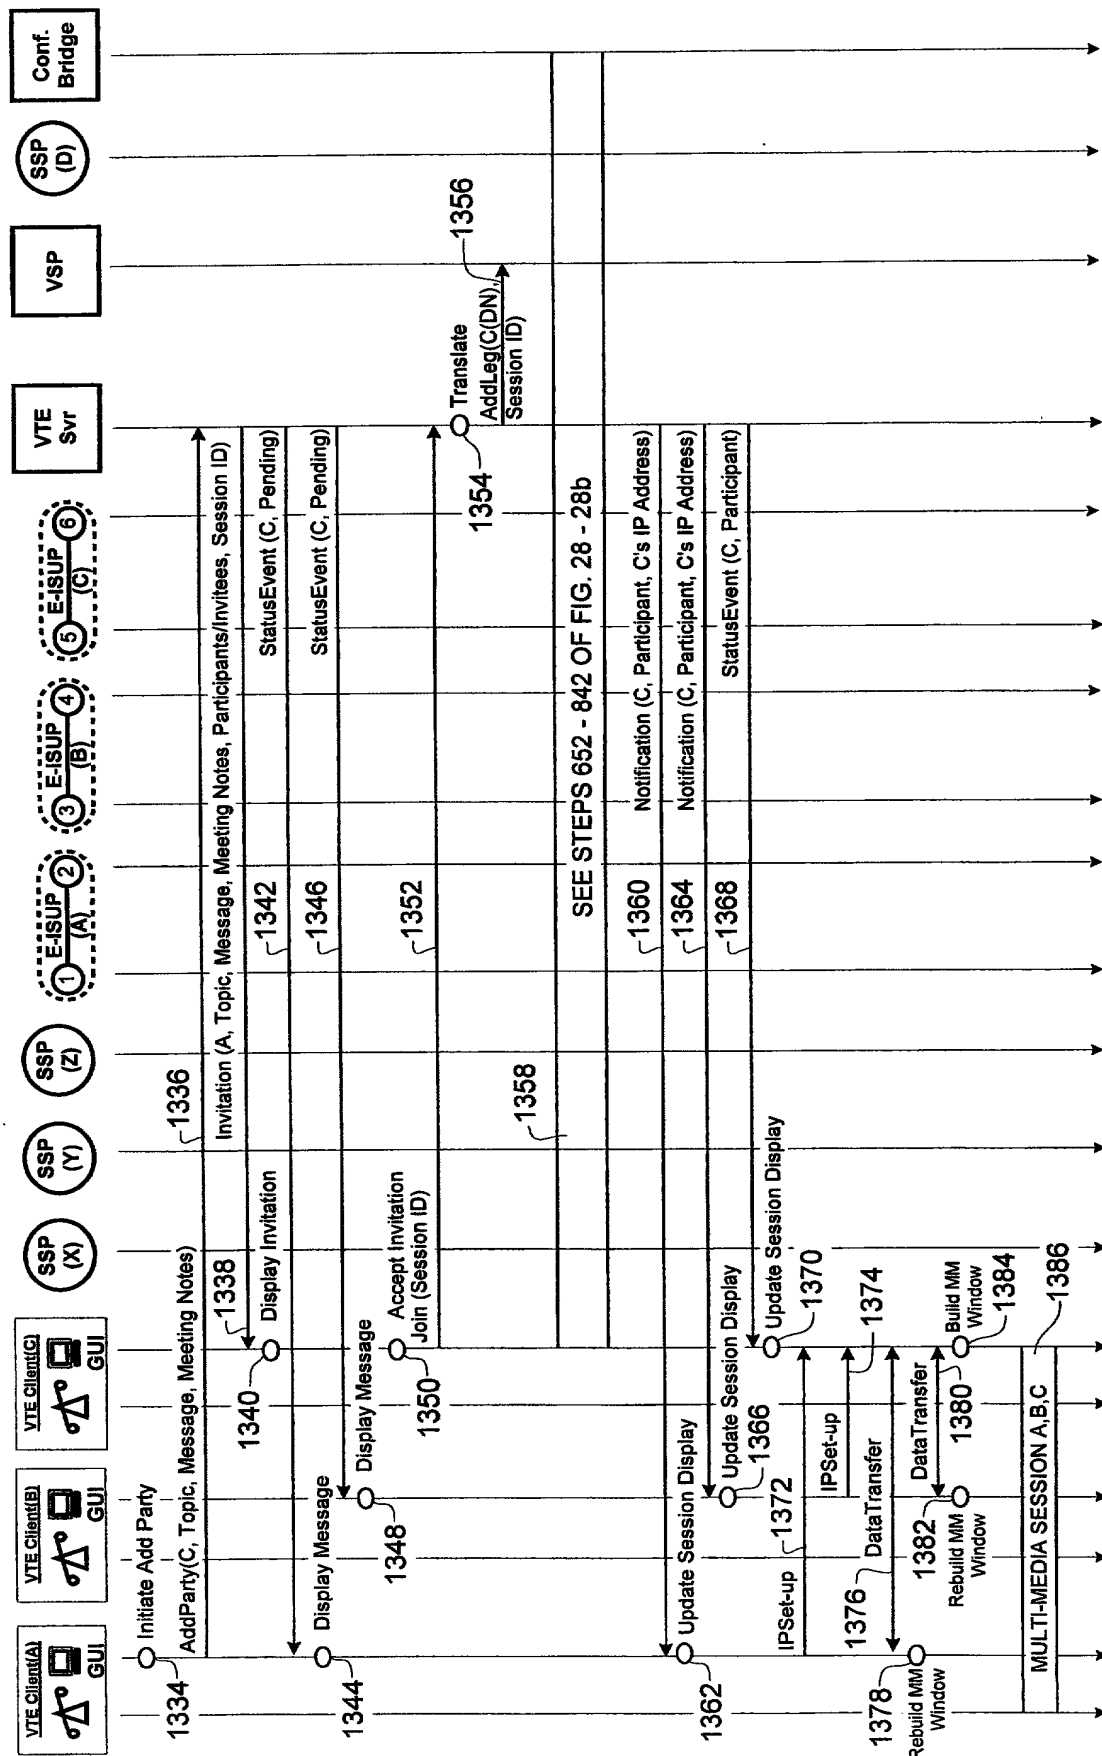 VTE Client(A)
GUI
VTE Client(B)
GUI
VTE Client(C)
GUI
SSP
(X)
SSP
(Y)
SSP
(Z)
1 E-ISUP 2
(A)
3 E-ISUP 4
(B)
5 E-ISUP 6
(C)
VTE
Svr
VSP
SSP
(D)
Conf.
Bridge
Initiate Add Party
1334
AddParty(C, Topic, Message, Meeting Notes)
1336
Invitation (A, Topic, Message, Meeting Notes, Participants/Invitees, Session ID)
1338
Display Invitation
1340
StatusEvent (C, Pending)
1342
Display Message
1344
StatusEvent (C, Pending)
1346
Display Message
1348
Accept Invitation
1350
Join (Session ID)
1352
Translate
1354
AddLeg(C(DN),
Session ID)
1356
1358
SEE STEPS 652 - 842 OF FIG. 28 - 28b
Notification (C, Participant, C's IP Address)
1360
Update Session Display
1362
Notification (C, Participant, C's IP Address)
1364
Update Session Display
1366
StatusEvent (C, Participant)
1368
Update Session Display
1370
IPSet-up
1372
IPSet-up
1374
DataTransfer
1376
Rebuild MM
Window
1378
DataTransfer
1380
Rebuild MM
Window
1382
Build MM
Window
1384
MULTI-MEDIA SESSION A,B,C
1386